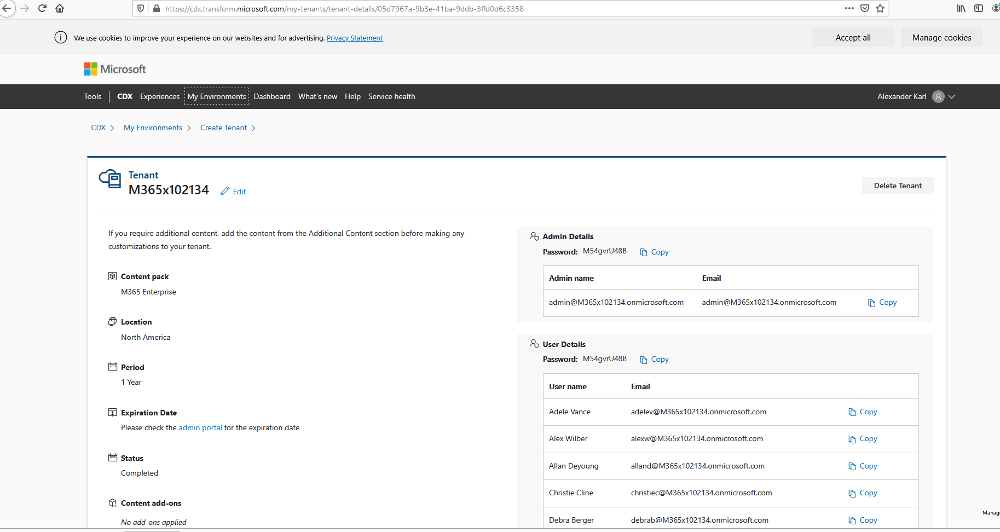 https://cdx.transform.microsoft.com/my-tenants/tenant-details/05d7967a-9b3e-41ba-9ddb-3ffd0d6c3358
We use cookies to improve your experience on our websites and for advertising. Privacy Statement
Accept all
Manage cookies
Microsoft
Tools CDX Experiences My Environments Dashboard What's new Help Service health Alexander Karl
CDX > My Environments > Create Tenant >
Tenant
M365x102134 Edit
Delete Tenant
If you require additional content, add the content from the Additional Content section before making any
customizations to your tenant.
Content pack
M365 Enterprise
Location
North America
Period
1 Year
Expiration Date
Please check the admin portal for the expiration date
Status
Completed
Content add-ons
No add-ons applied
Admin Details
Password: M54gvrU48B Copy
Admin name Email
admin@M365x102134.onmicrosoft.com admin@M365x102134.onmicrosoft.com Copy
User Details
Password: M54gvrU48B Copy
User name Email
Adele Vance adelev@M365x102134.onmicrosoft.com Copy
Alex Wilber alexw@M365x102134.onmicrosoft.com Copy
Allan Deyoung alland@M365x102134.onmicrosoft.com Copy
Christie Cline christiec@M365x102134.onmicrosoft.com Copy
Debra Berger debrab@M365x102134.onmicrosoft.com Copy
Manag